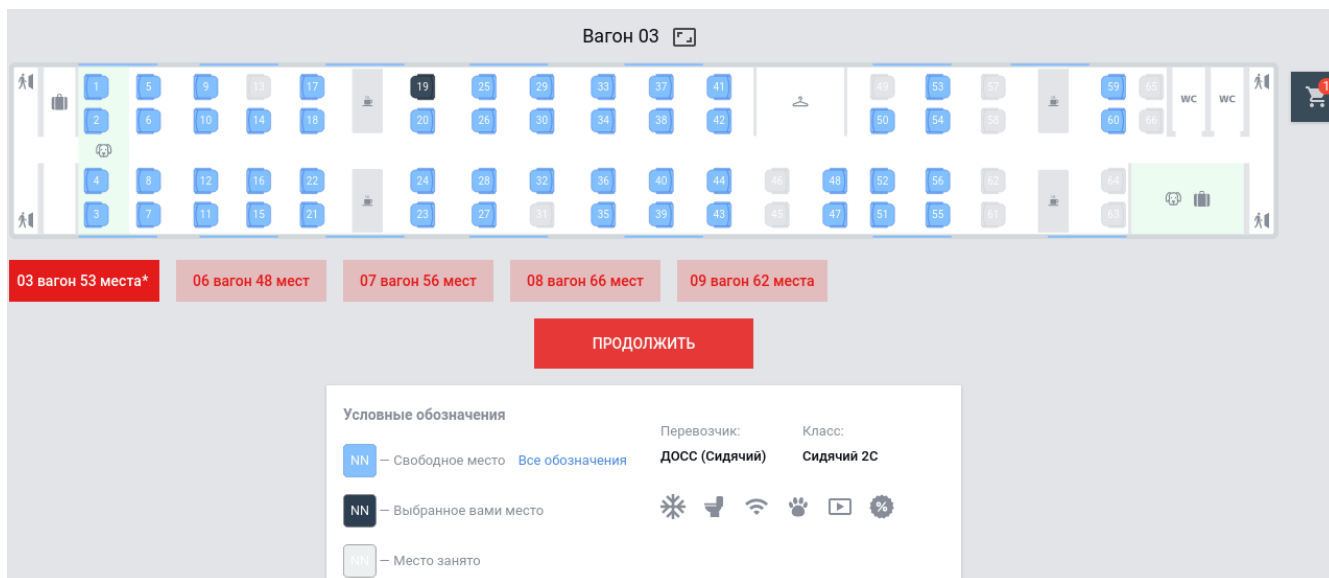 Вагон 03
1 5 9 13 17 19 25 29 33 37 41 49 53 57 59 65 WC WC 1
2 6 10 14 18 20 26 30 34 38 42 50 54 58 60 66
4 8 12 16 22 24 28 32 36 40 44 46 48 52 56 62 64
3 7 11 15 21 23 27 31 35 39 43 45 47 51 55 61 63
03 вагон 53 места* 06 вагон 48 мест 07 вагон 56 мест 08 вагон 66 мест 09 вагон 62 места
ПРОДОЛЖИТЬ
Условные обозначения
Перевозчик: Класс:
ДОСС (Сидячий) Сидячий 2С
NN – Свободное место Все обозначения
NN – Выбранное вами место
NN – Место занято
%